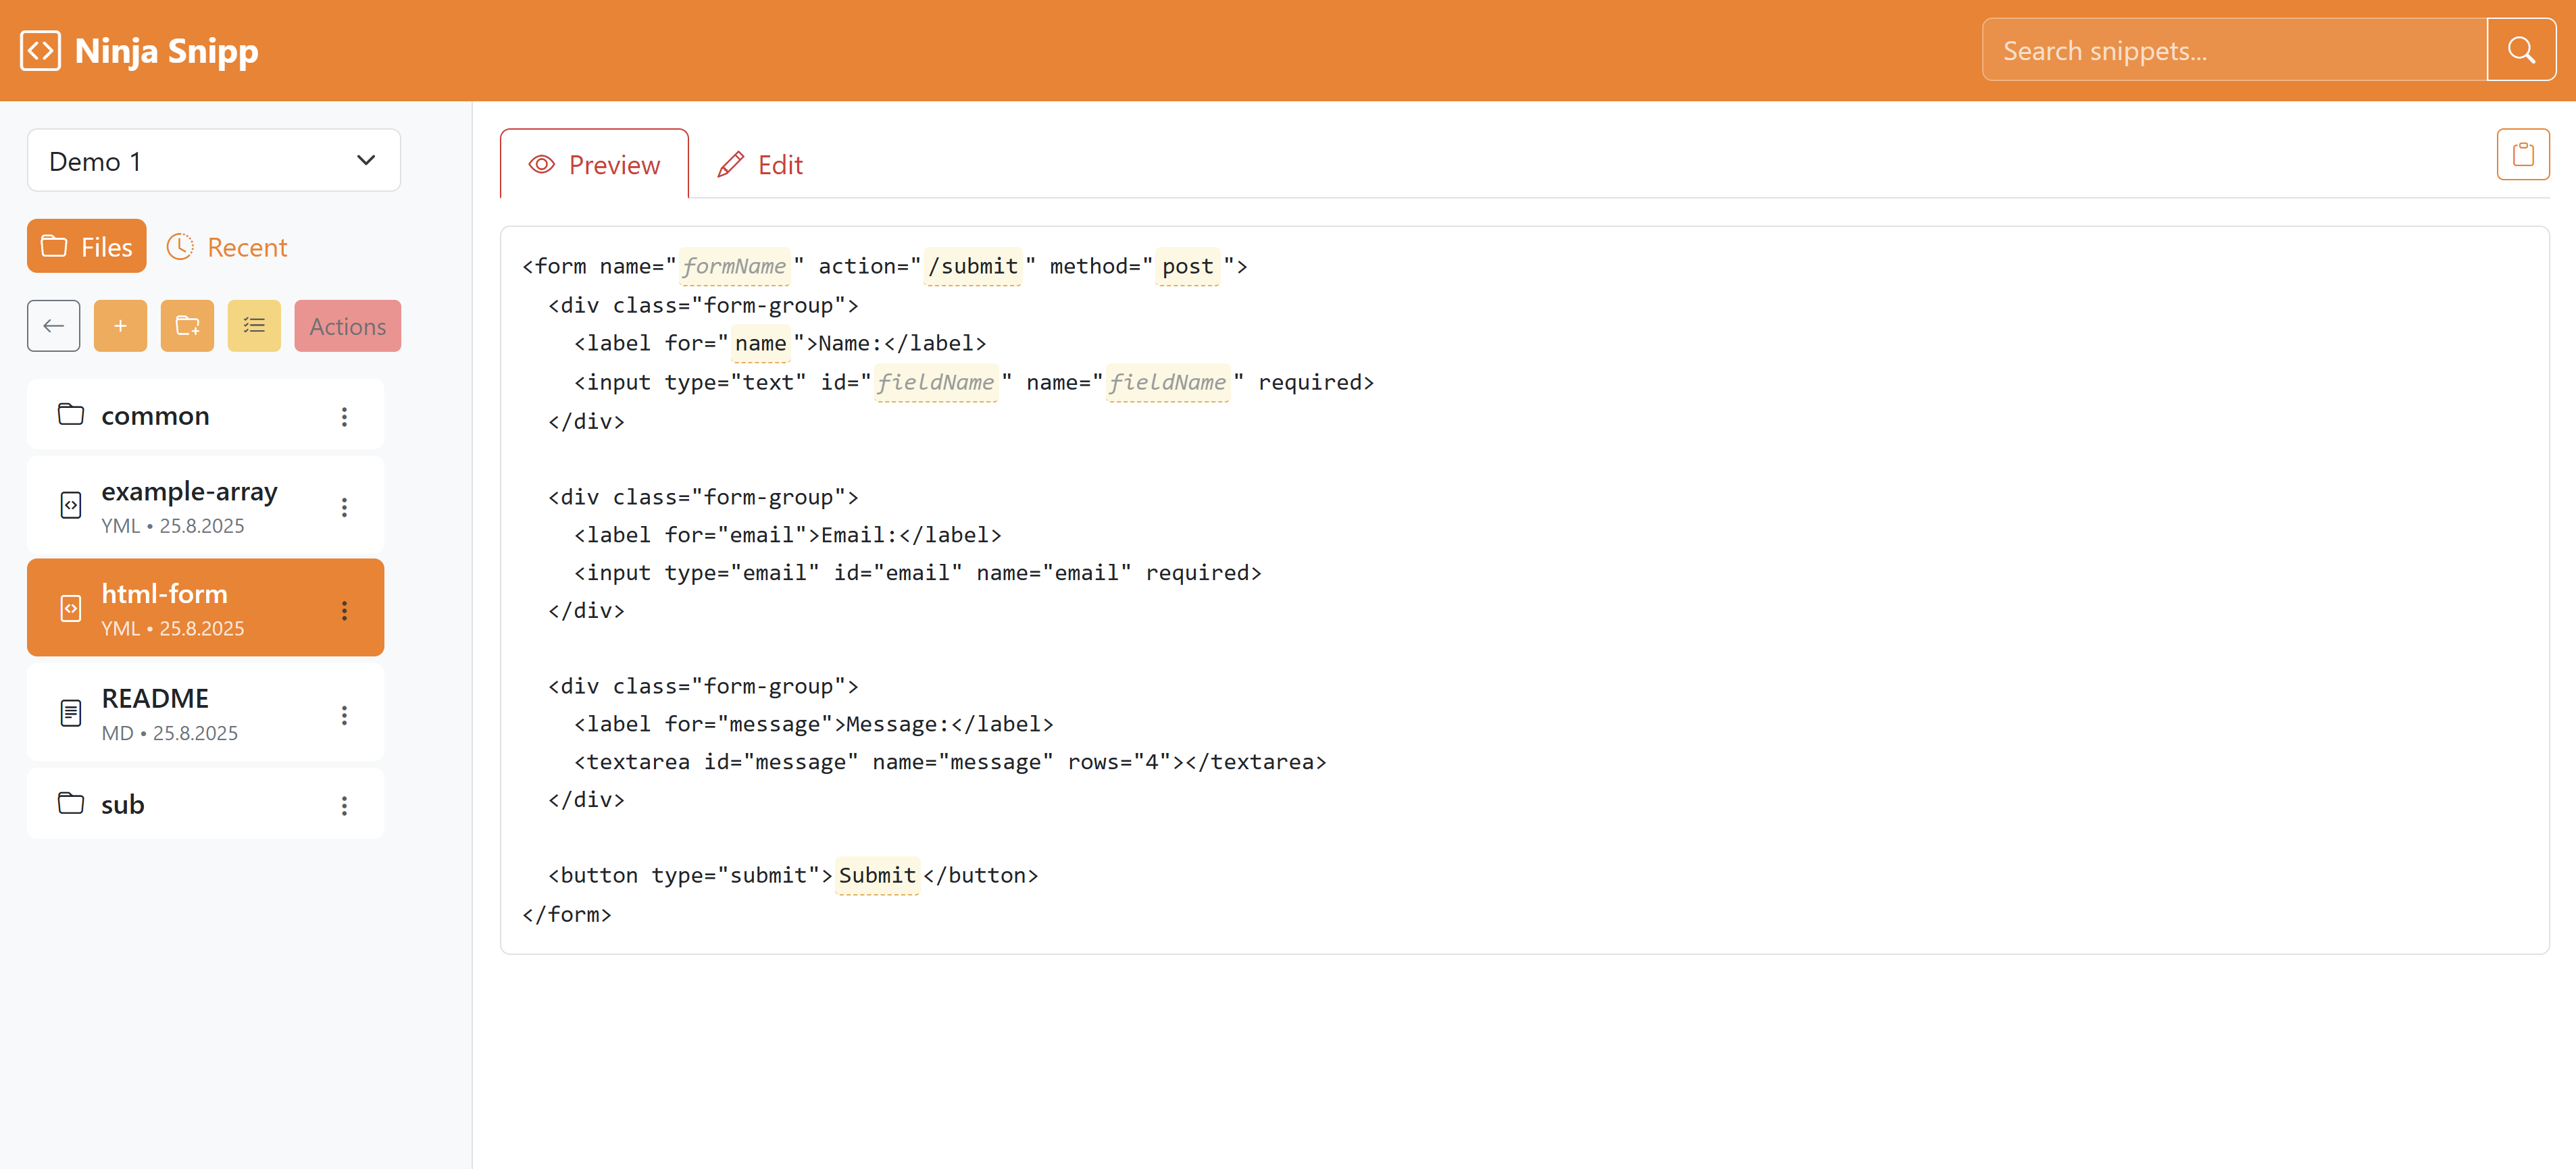 Ninja Snipp
Search snippets...
Demo 1
Files
Recent
Actions
common
example-array
YML • 25.8.2025
html-form
YML • 25.8.2025
README
MD • 25.8.2025
sub
Preview
Edit
<form name="formName" action="/submit" method="post">
  <div class="form-group">
    <label for="name">Name:</label>
    <input type="text" id="fieldName" name="fieldName" required>
  </div>

  <div class="form-group">
    <label for="email">Email:</label>
    <input type="email" id="email" name="email" required>
  </div>

  <div class="form-group">
    <label for="message">Message:</label>
    <textarea id="message" name="message" rows="4"></textarea>
  </div>

  <button type="submit">Submit</button>
</form>